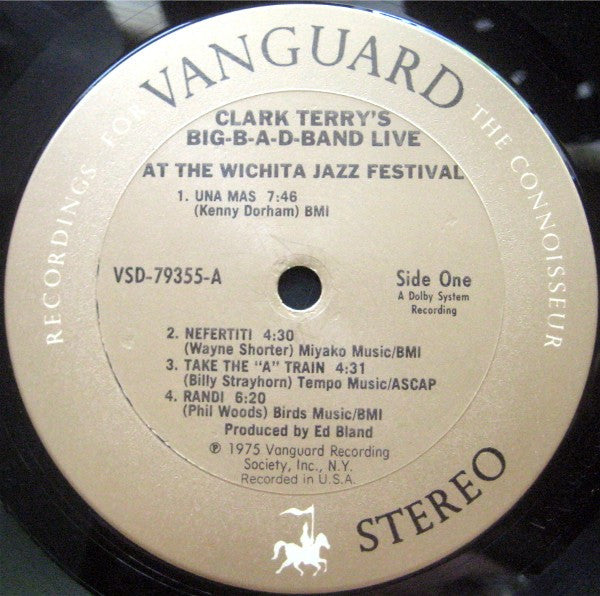 RECORDINGS FOR VANGUARD THE CONNOISSEUR
CLARK TERRY'S
BIG-B-A-D-BAND LIVE
AT THE WICHITA JAZZ FESTIVAL
1. UNA MAS 7:46
(Kenny Dorham) BMI
VSD-79355-A
Side One
A Dolby System
Recording
2. NEFERTITI 4:30
(Wayne Shorter) Miyako Music/BMI
3. TAKE THE "A" TRAIN 4:31
(Billy Strayhorn) Tempo Music/ASCAP
4. RANDI 6:20
(Phil Woods) Birds Music/BMI
Produced by Ed Bland
℗ 1975 Vanguard Recording
Society, Inc., N.Y.
Recorded in U.S.A.
STEREO